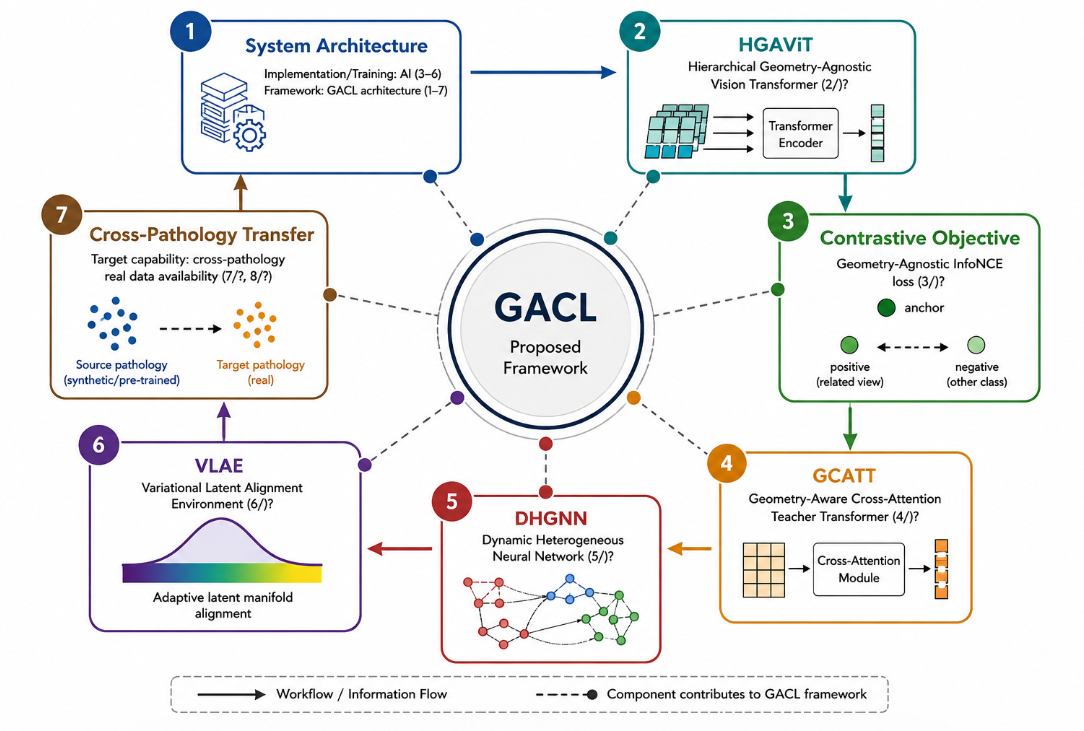 1
System Architecture
Implementation/Training: AI (3–6)
Framework: GACL acrhitecture (1–7)
2
HGAViT
Hierarchical Geometry-Agnostic
Vision Transformer (2/)?
Transformer
Encoder
7
Cross-Pathology Transfer
Target capability: cross-pathology
real data availability (7/?, 8/?)
Source pathology
(synthetic/pre-trained)
Target pathology
(real)
GACL
Proposed
Framework
3
Contrastive Objective
Geometry-Agnostic InfoNCE
loss (3/)?
anchor
positive
(related view)
negative
(other class)
6
VLAE
Variational Latent Alignment
Environment (6/)?
Adaptive latent manifold
alignment
5
DHGNN
Dynamic Heterogeneous
Neural Network (5/)?
4
GCATT
Geometry-Aware Cross-Attention
Teacher Transformer (4/)?
Cross-Attention
Module
Workflow / Information Flow
Component contributes to GACL framework